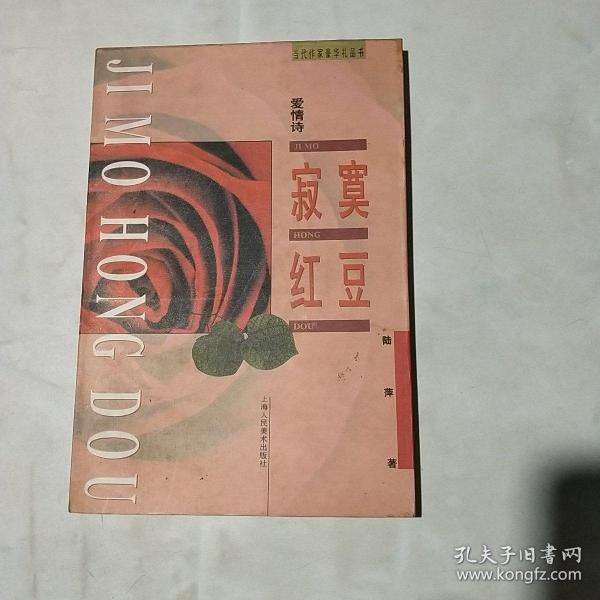 当代作家豪华礼品书
爱情诗
JI MO
寂寞
HONG
红豆
DOU
陆萍 著
上海人民美术出版社
JI MO HONG DOU
孔夫子旧书网
www.kongfz.com